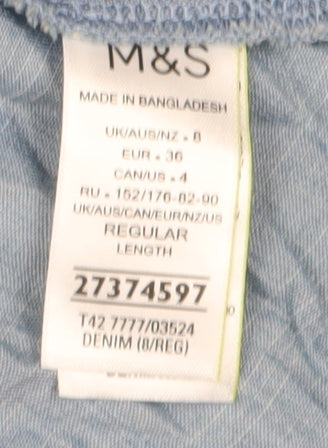 M&S
MADE IN BANGLADESH
UK/AUS/NZ - 8
EUR - 36
CAN/US - 4
RU - 152/176-82-90
UK/AUS/CAN/EUR/NZ/US
REGULAR
LENGTH
27374597
T42 7777/03524
DENIM (8/REG)